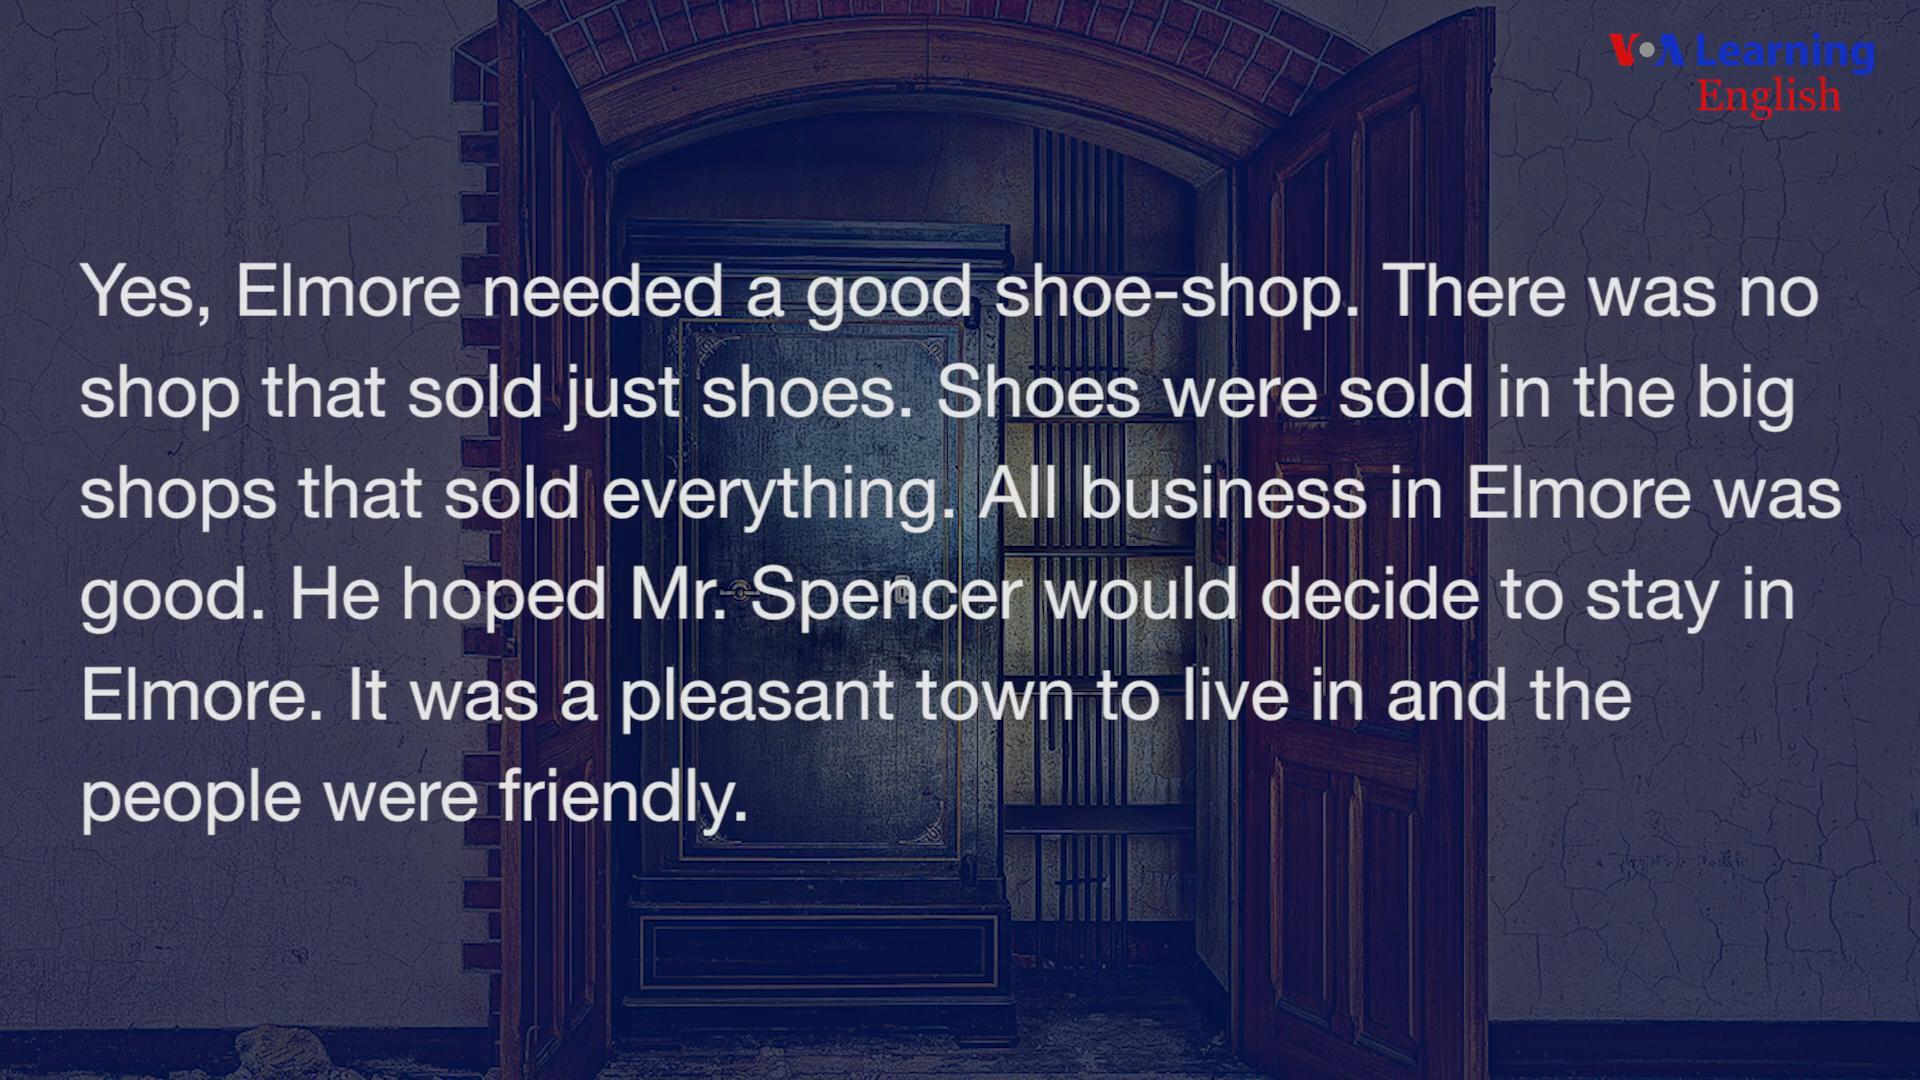 VOA Learning
English
Yes, Elmore needed a good shoe-shop. There was no
shop that sold just shoes. Shoes were sold in the big
shops that sold everything. All business in Elmore was
good. He hoped Mr. Spencer would decide to stay in
Elmore. It was a pleasant town to live in and the
people were friendly.